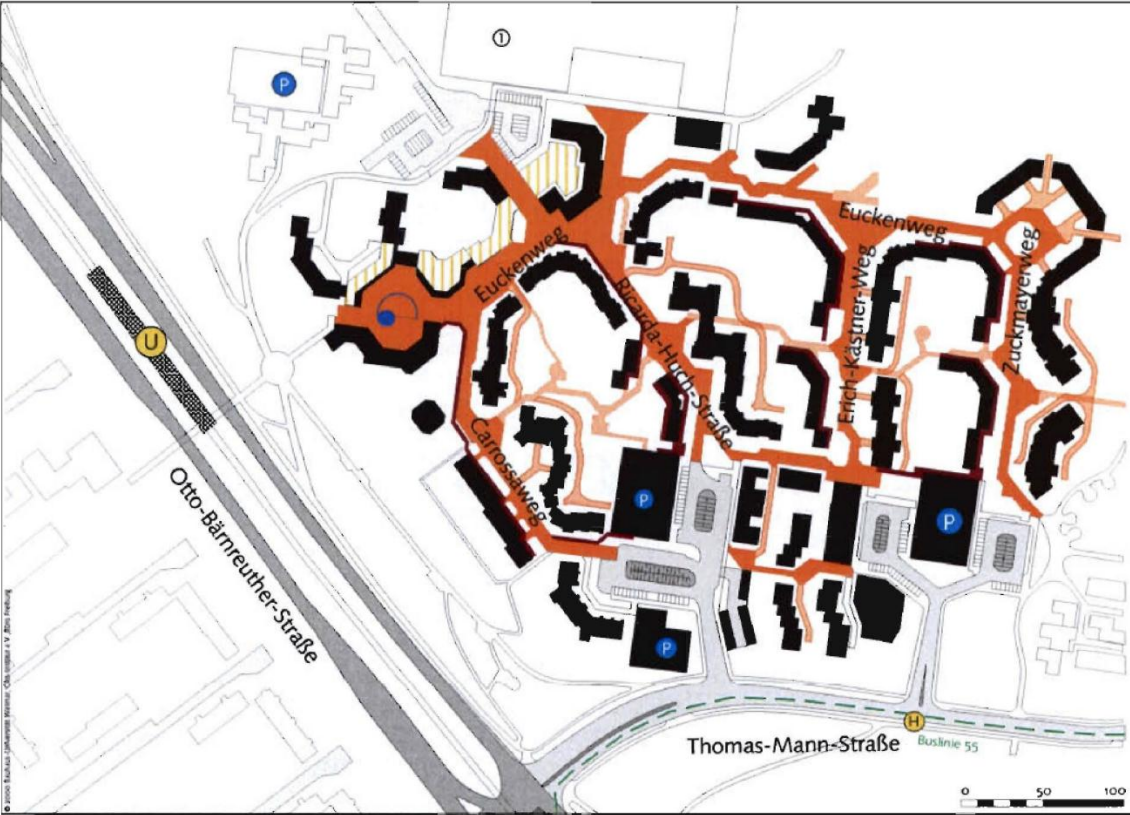 ①
P
Euckenweg
Euckenweg
Zuckmayerweg
Erich-Kästner-Weg
Ricarda-Huch-Straße
U
Carrossaweg
P
P
Otto-Bärnreuther-Straße
P
H
Thomas-Mann-Straße
Buslinie 55
0 50 100